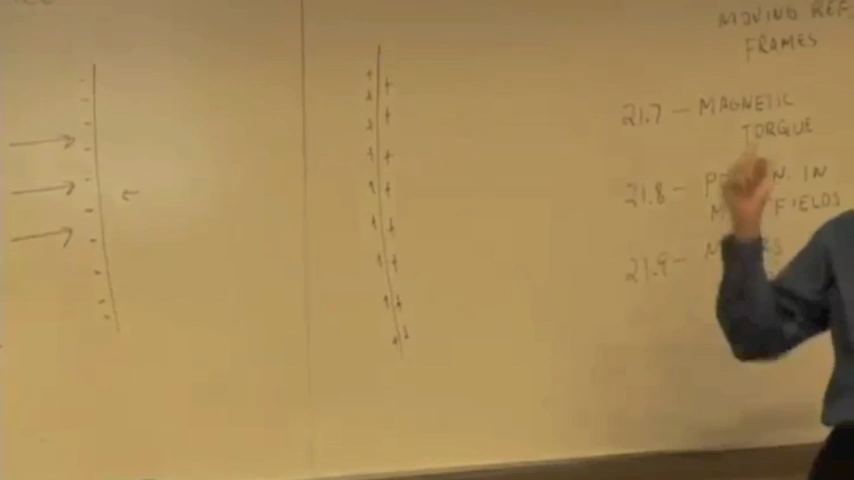 MOVING REF
FRAMES
21.7 - MAGNETIC
TORQUE
21.8 - IN
FIELDS
21.9 -